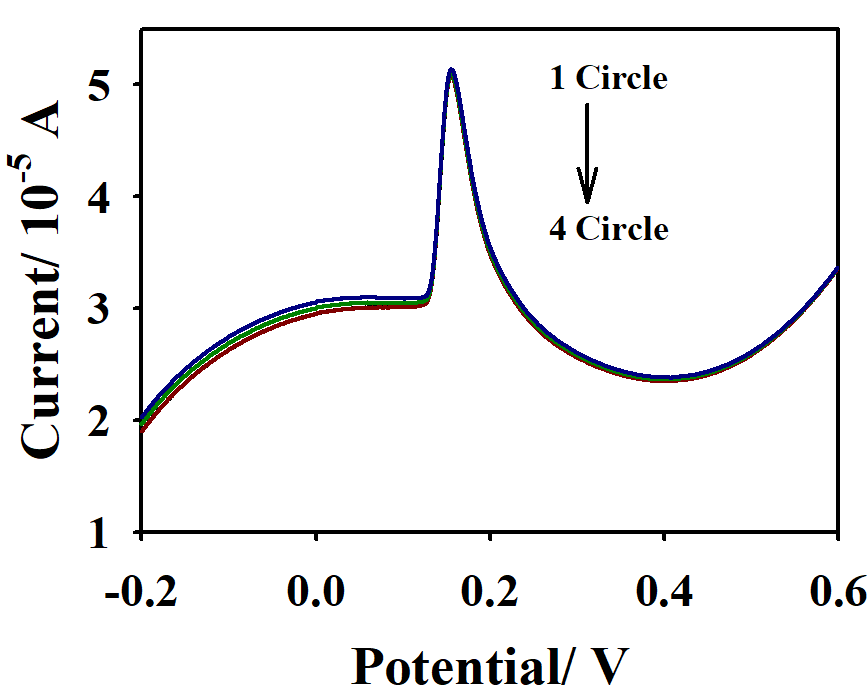 5
4
3
2
1
-0.2
0.0
0.2
0.4
0.6
Current/ 10⁻⁵ A
Potential/ V
1 Circle
4 Circle